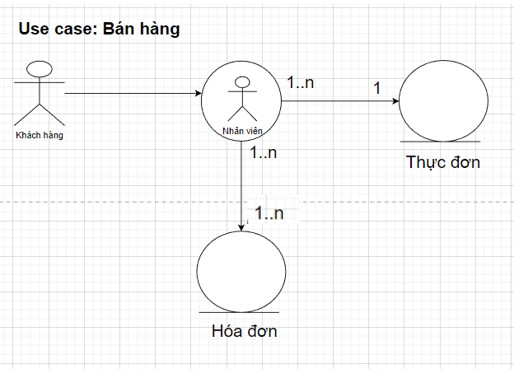 Use case: Bán hàng
1..n
1
Khách hàng
Nhân viên
1..n
Thực đơn
1..n
Hóa đơn